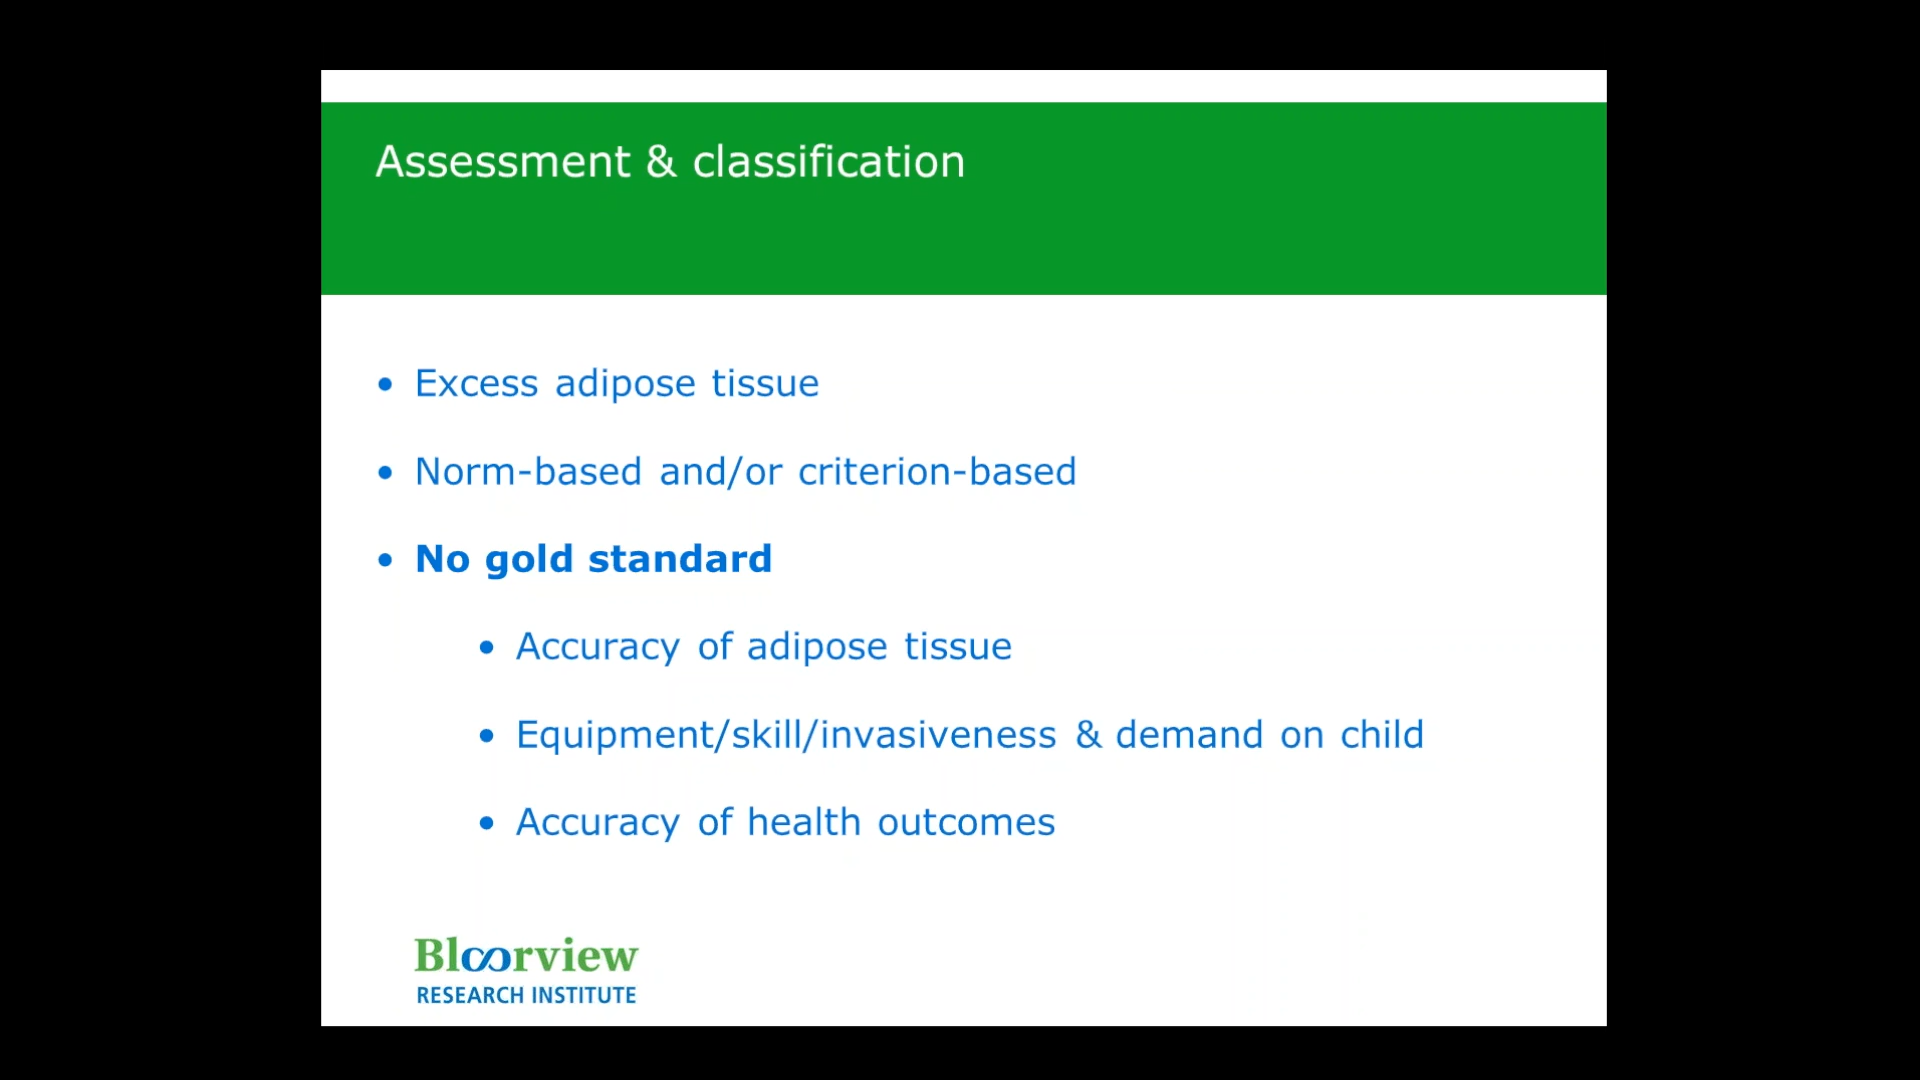 Assessment & classification
• Excess adipose tissue
• Norm-based and/or criterion-based
• No gold standard
• Accuracy of adipose tissue
• Equipment/skill/invasiveness & demand on child
• Accuracy of health outcomes
Bloorview
RESEARCH INSTITUTE